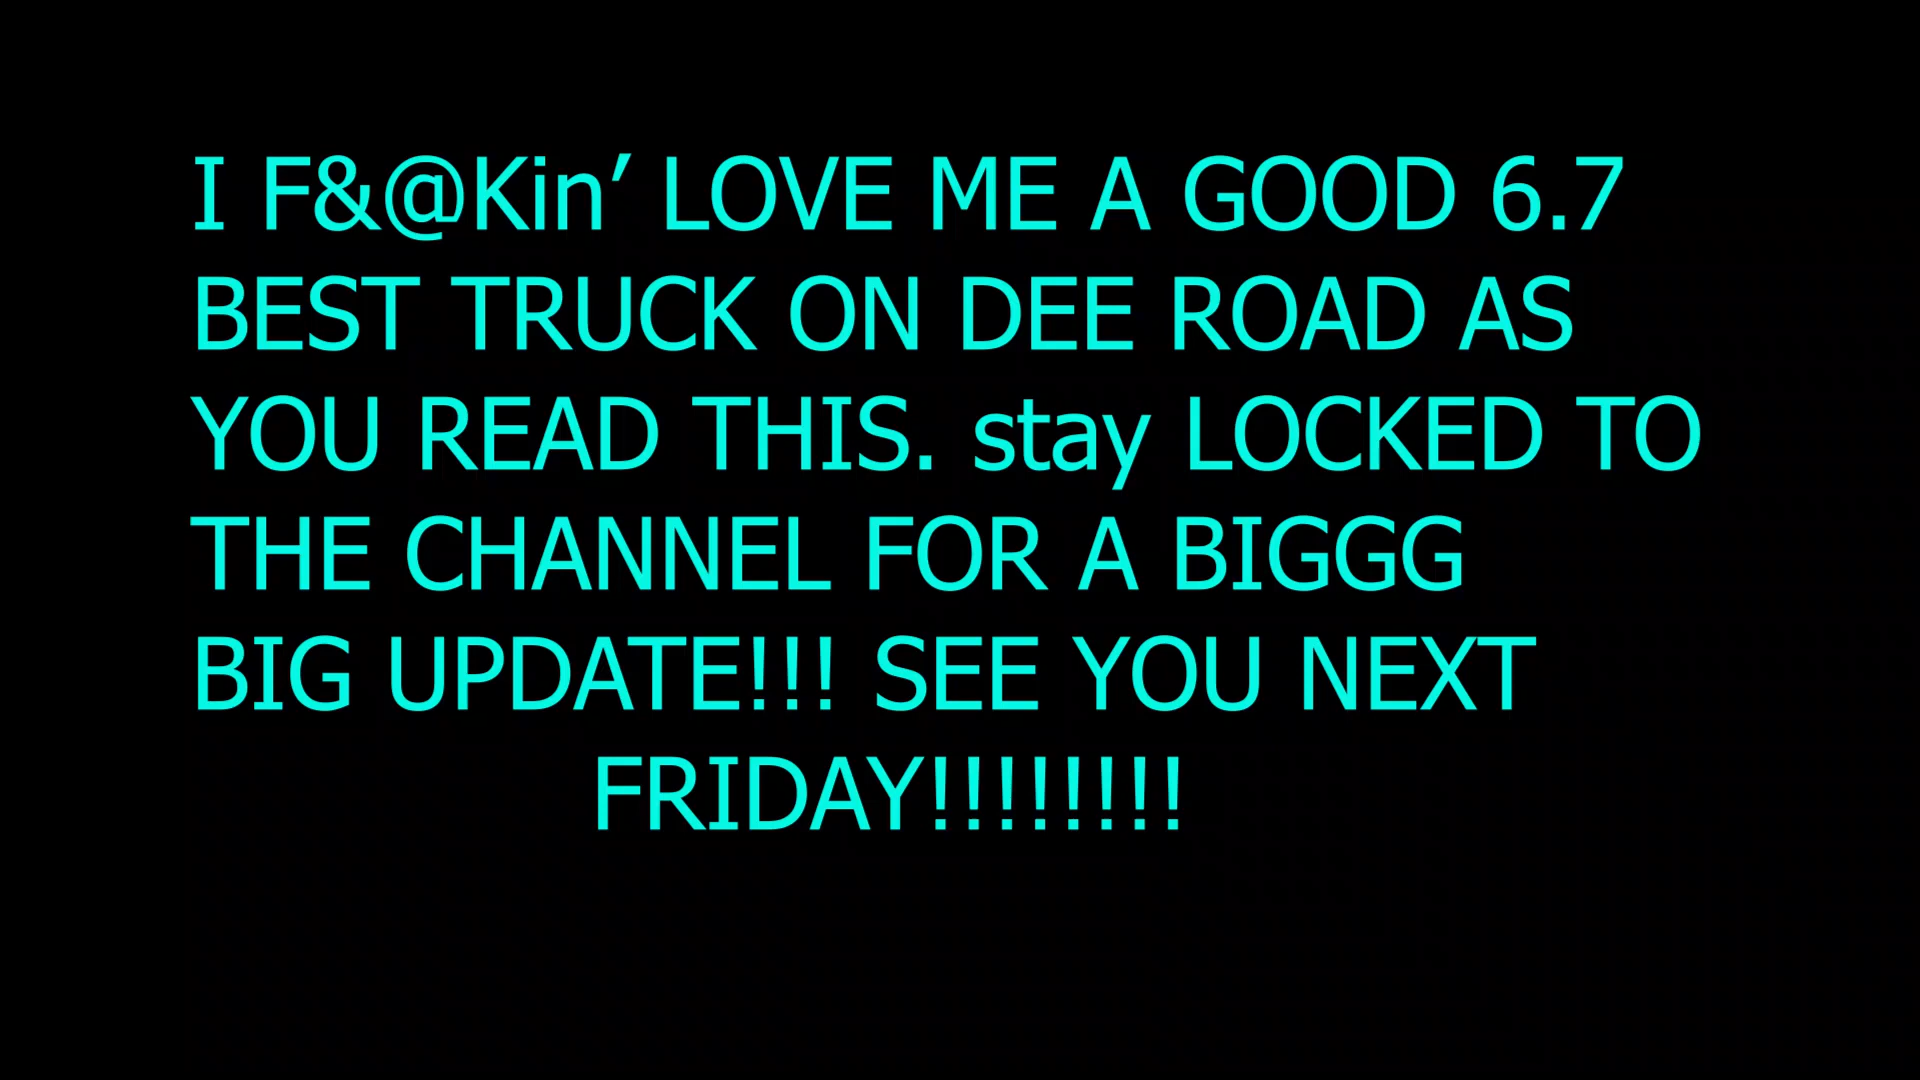 I F&@Kin’ LOVE ME A GOOD 6.7
BEST TRUCK ON DEE ROAD AS
YOU READ THIS. stay LOCKED TO
THE CHANNEL FOR A BIGGG
BIG UPDATE!!! SEE YOU NEXT
FRIDAY!!!!!!!!